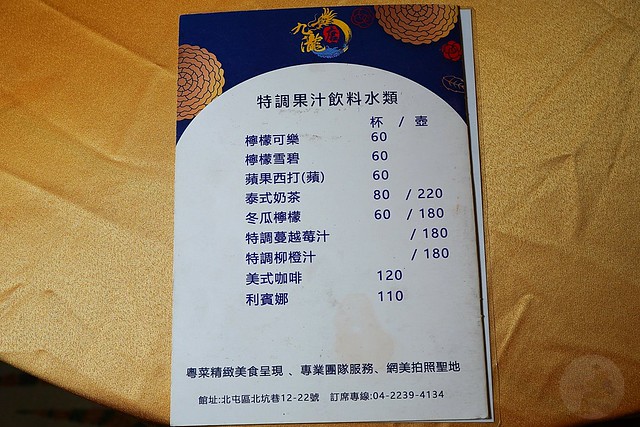 九龍
特調果汁飲料水類
杯 / 壺
檸檬可樂 60
檸檬雪碧 60
蘋果西打(蘋) 60
泰式奶茶 80 / 220
冬瓜檸檬 60 / 180
特調蔓越莓汁 / 180
特調柳橙汁 / 180
美式咖啡 120
利賓娜 110
粵菜精緻美食呈現、專業團隊服務、網美拍照聖地
館址:北屯區北坑巷12-22號 訂席專線:04-2239-4134